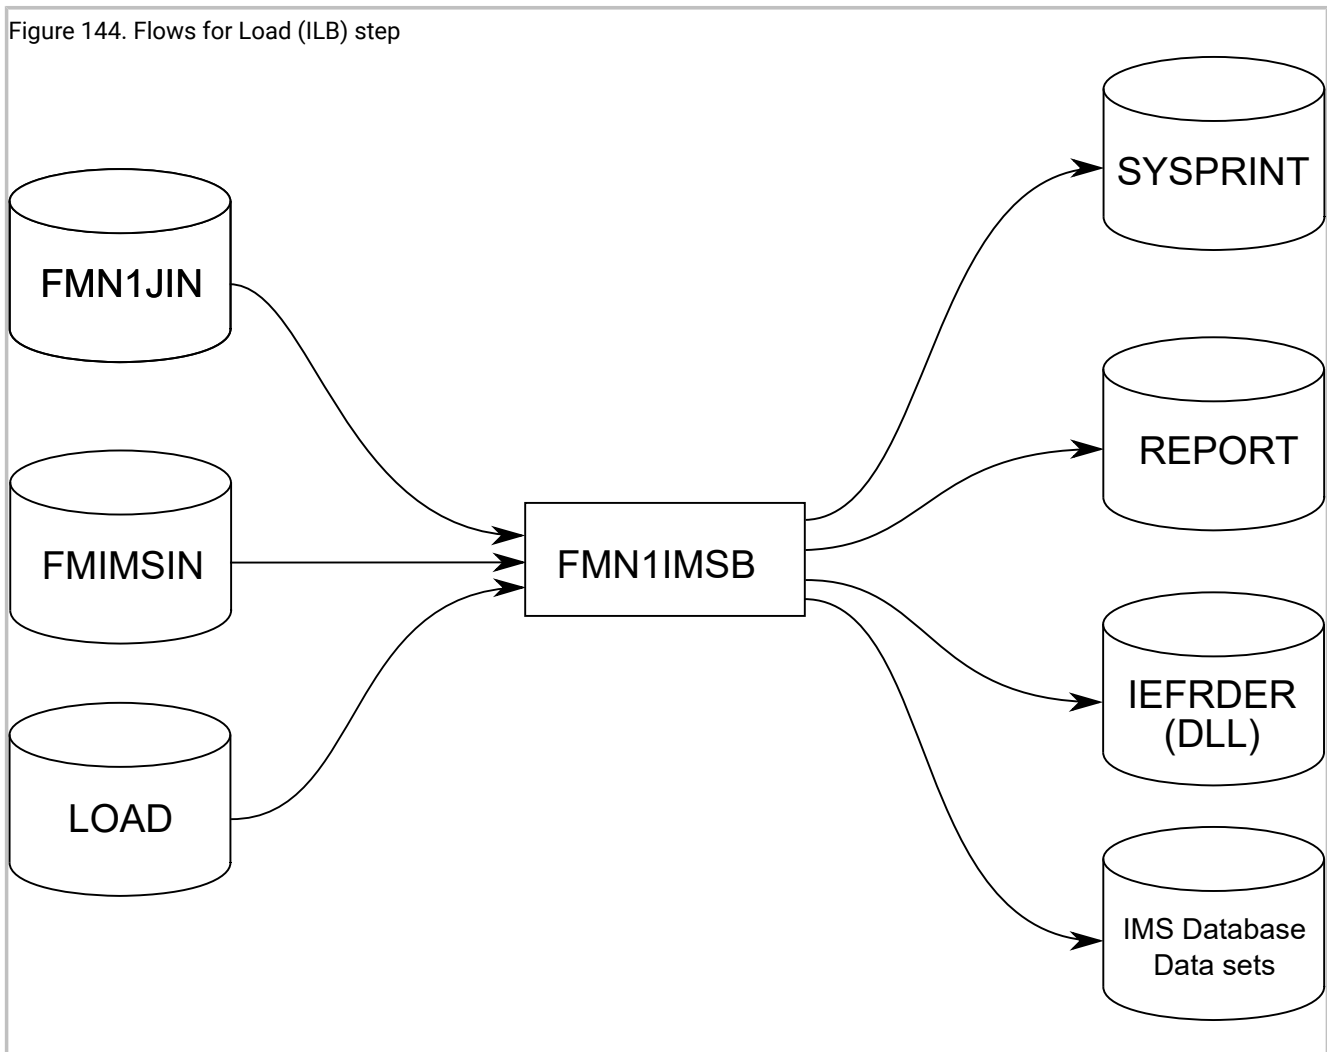 Figure 144. Flows for Load (ILB) step
FMN1JIN
FMIMSIN
LOAD
FMN1IMSB
SYSPRINT
REPORT
IEFRDER
(DLL)
IMS Database
Data sets